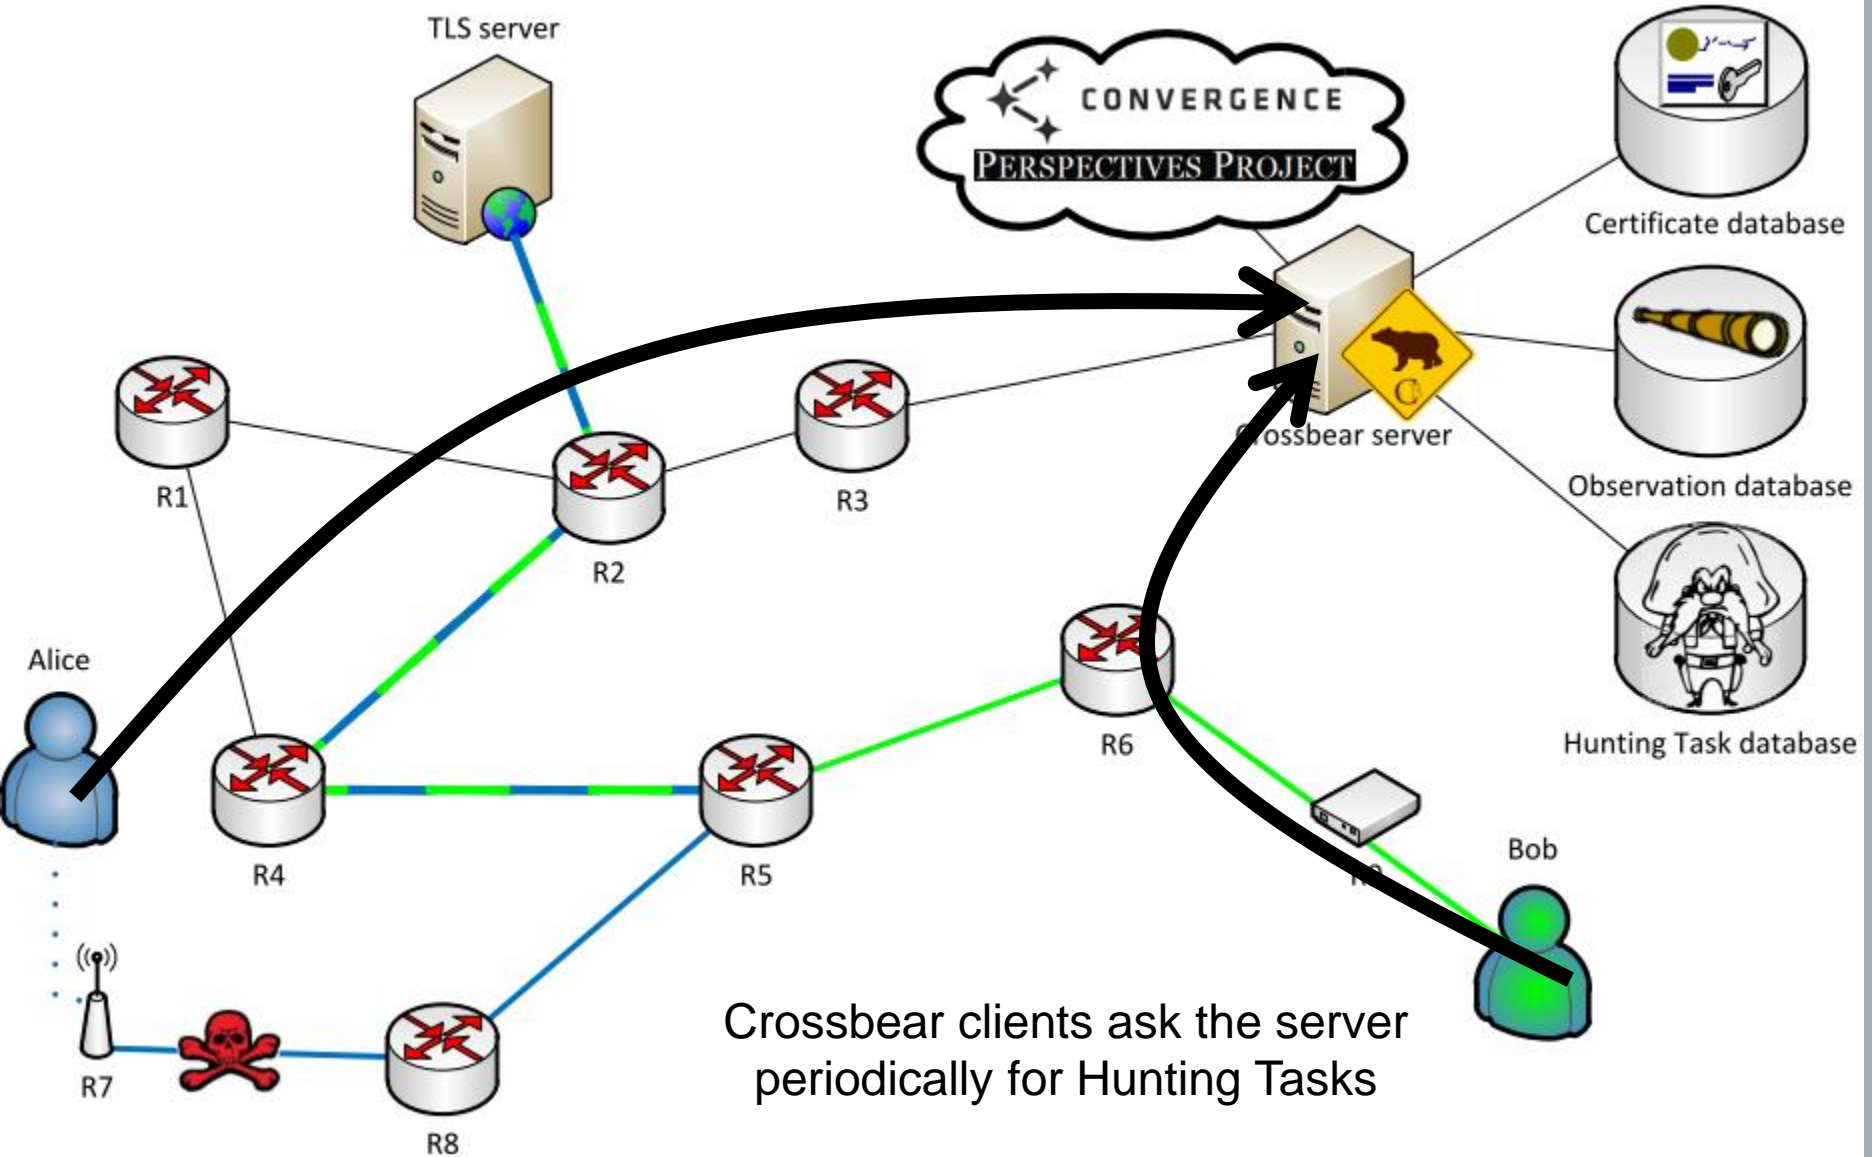 TLS server
CONVERGENCE
PERSPECTIVES PROJECT
Certificate database
Crossbear server
Observation database
R1
R2
R3
Hunting Task database
Alice
R6
R4
R5
Bob
R7
R8
Crossbear clients ask the server
periodically for Hunting Tasks